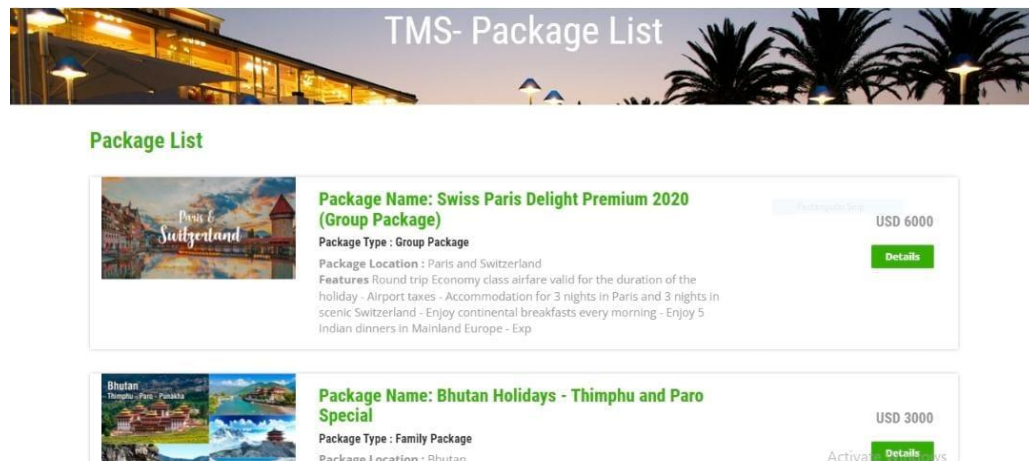 TMS- Package List
Package List
Paris &
Switzerland
Package Name: Swiss Paris Delight Premium 2020
(Group Package)
Package Type : Group Package
Package Location : Paris and Switzerland
Features Round trip Economy class airfare valid for the duration of the
holiday - Airport taxes - Accommodation for 3 nights in Paris and 3 nights in
scenic Switzerland - Enjoy continental breakfasts every morning - Enjoy 5
Indian dinners in Mainland Europe - Exp
Rectangular Snip
USD 6000
Details
Bhutan
Thimphu - Paro - Punakha
Package Name: Bhutan Holidays - Thimphu and Paro
Special
Package Type : Family Package
Package Location : Bhutan
USD 3000
Details
Activate Windows